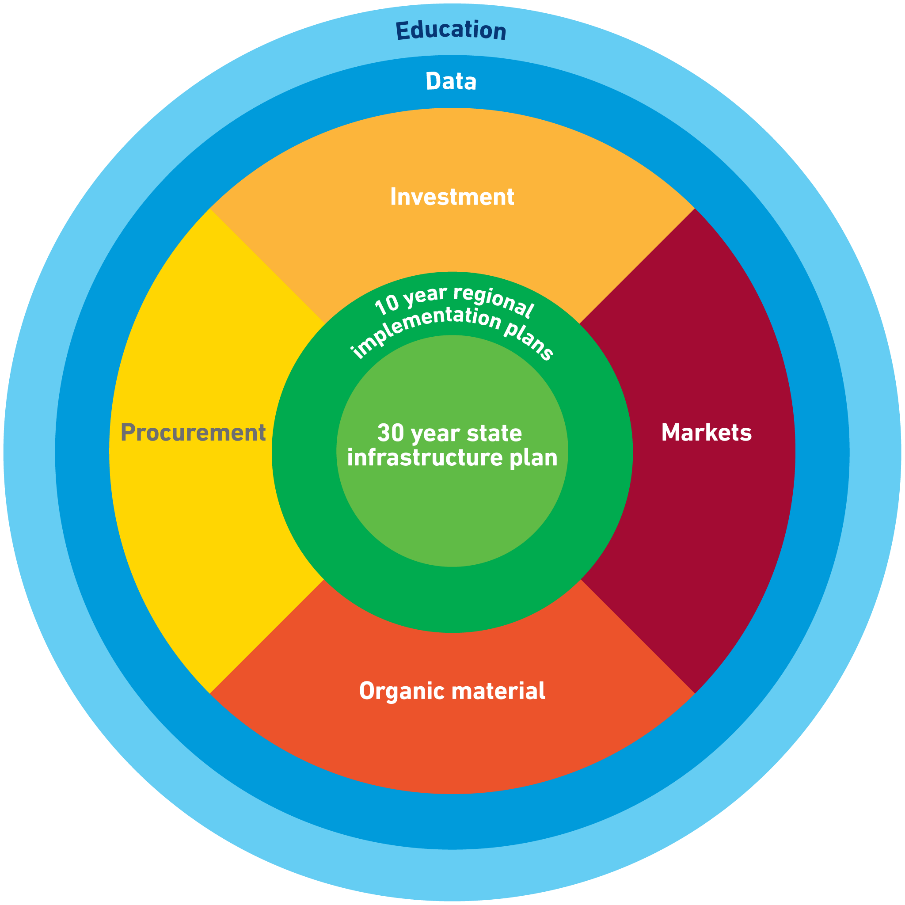 Education
Data
Investment
10 year regional
implementation plans
Procurement
30 year state
infrastructure plan
Markets
Organic material